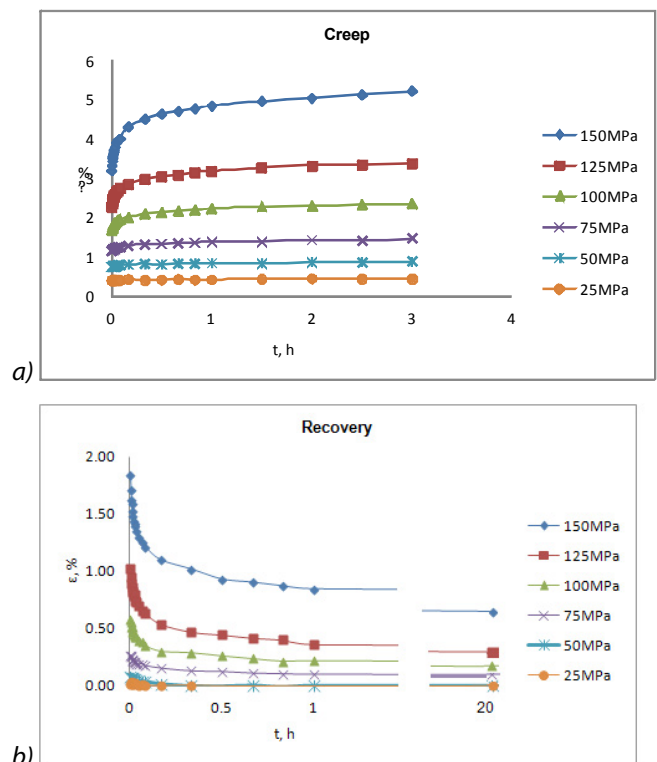 Creep
6
5
4
3
2
1
0
%
?
0
1
2
3
4
t, h
150MPa
125MPa
100MPa
75MPa
50MPa
25MPa
a)
Recovery
2.00
1.50
1.00
0.50
0.00
ε, %
0
0.5
1
20
t, h
150MPa
125MPa
100MPa
75MPa
50MPa
25MPa
b)